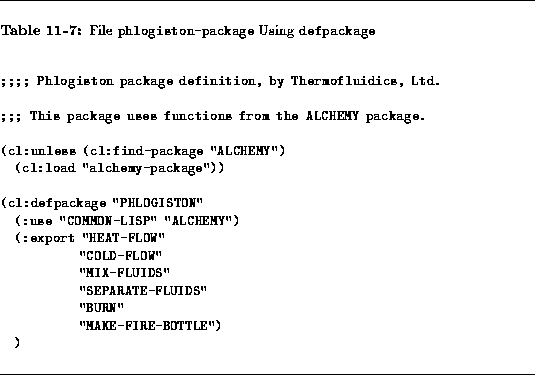 Table 11-7: File phlogiston-package Using defpackage
;;;; Phlogiston package definition, by Thermofluidics, Ltd.
;;; This package uses functions from the ALCHEMY package.
(cl:unless (cl:find-package "ALCHEMY")
  (cl:load "alchemy-package"))
(cl:defpackage "PHLOGISTON"
  (:use "COMMON-LISP" "ALCHEMY")
  (:export "HEAT-FLOW"
           "COLD-FLOW"
           "MIX-FLUIDS"
           "SEPARATE-FLUIDS"
           "BURN"
           "MAKE-FIRE-BOTTLE")
  )